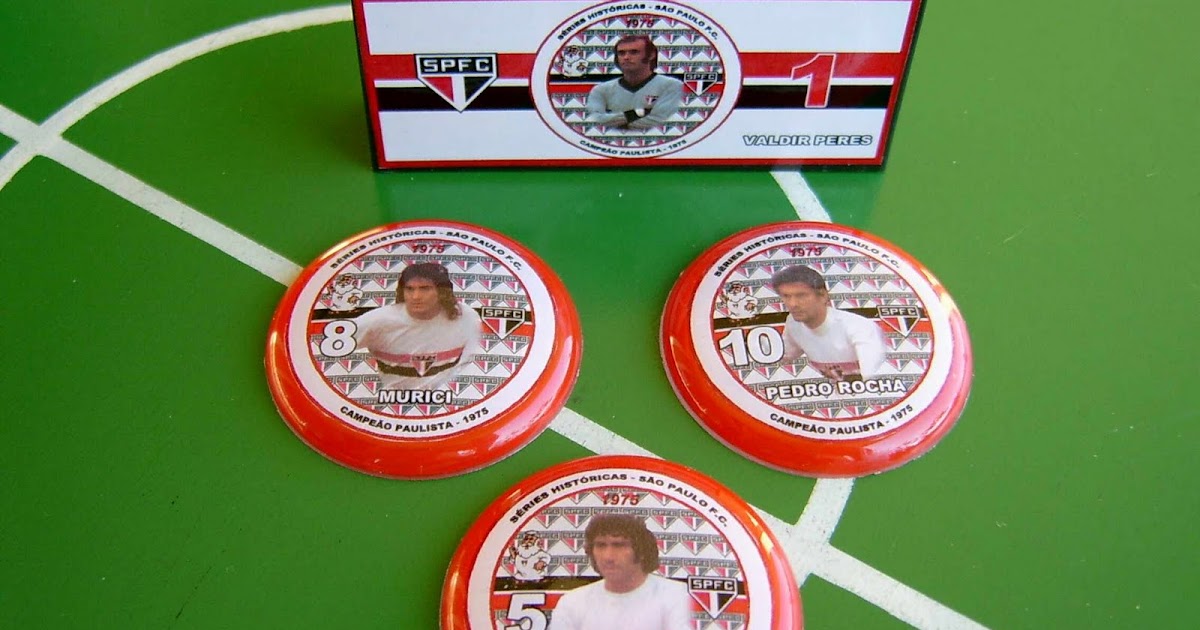 SÉRIES HISTÓRICAS - SÃO PAULO F.C.
1975
SPFC
SPFC
1
CAMPEÃO PAULISTA - 1975
VALDIR PERES
SÉRIES HISTÓRICAS - SÃO PAULO F.C.
1975
SPFC
8
MURICI
CAMPEÃO PAULISTA - 1975
SÉRIES HISTÓRICAS - SÃO PAULO F.C.
1975
SPFC
10
PEDRO ROCHA
CAMPEÃO PAULISTA - 1975
SÉRIES HISTÓRICAS - SÃO PAULO F.C.
1975
SPFC
5